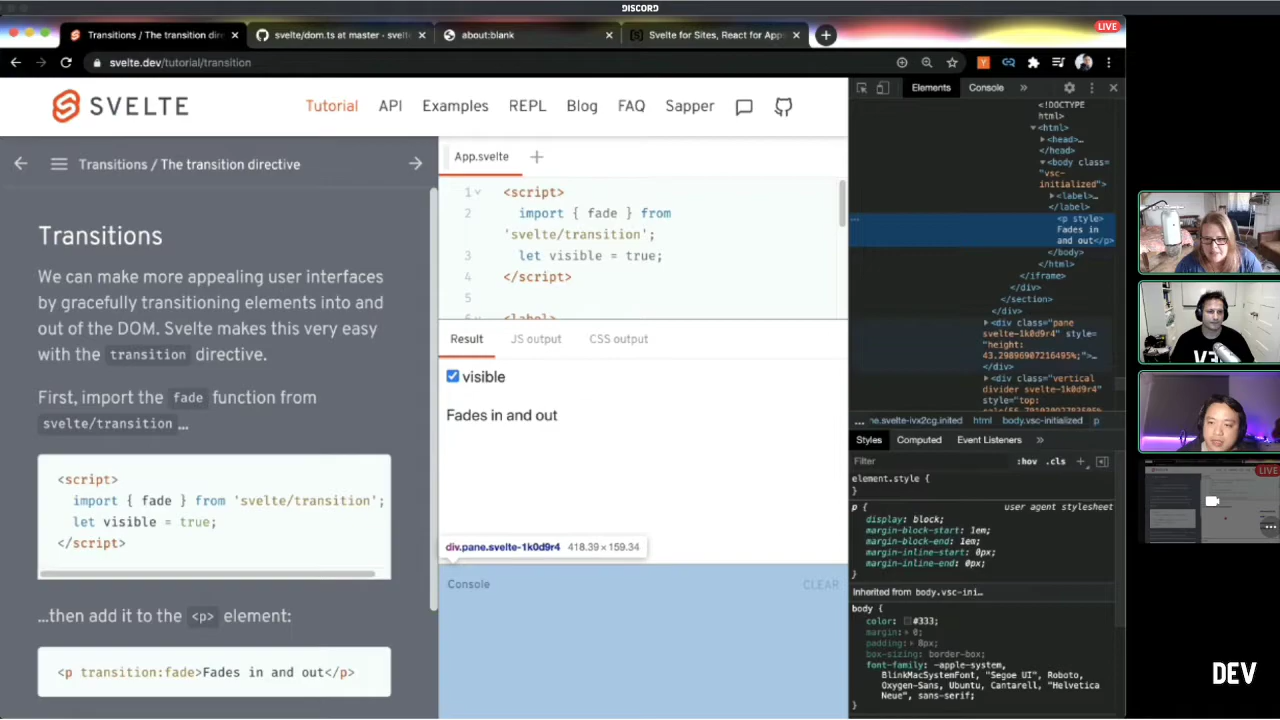 DISCORD
Transitions / The transition dire
svelte/dom.ts at master · svelt
about:blank
Svelte for Sites, React for Apps
LIVE
svelte.dev/tutorial/transition
SVELTE
Tutorial
API
Examples
REPL
Blog
FAQ
Sapper
Transitions / The transition directive
Transitions
We can make more appealing user interfaces
by gracefully transitioning elements into and
out of the DOM. Svelte makes this very easy
with the transition directive.
First, import the fade function from
svelte/transition ...
<script>
import { fade } from 'svelte/transition';
let visible = true;
</script>
...then add it to the <p> element:
<p transition:fade>Fades in and out</p>
App.svelte
1 <script>
2 import { fade } from
'svelte/transition';
3 let visible = true;
4 </script>
5
<label>
Result
JS output
CSS output
visible
Fades in and out
div.pane.svelte-1k0d9r4 418.39 × 159.34
Console
CLEAR
Elements
Console
<!DOCTYPE
html>
<html>
<head>…
</head>
<body class=
"vsc-
initialized">
<label>…
</label>
<p style>
Fades in
and out</p>
</body>
</html>
</iframe>
</div>
</section>
</div>
<div class="pane
svelte-1k0d9r4" style=
"height:
43.29896907216495%;">…
</div>
<div class="vertical
divider svelte-1k0d9r4"
style="top:
... ne.svelte-ivx2cg.inited html body.vsc-initialized p
Styles
Computed
Event Listeners
Filter
:hov .cls
element.style {
}
p {
user agent stylesheet
display: block;
margin-block-start: 1em;
margin-block-end: 1em;
margin-inline-start: 0px;
margin-inline-end: 0px;
}
Inherited from body.vsc-ini…
body {
color: #333;
margin: 0;
padding: 8px;
box-sizing: border-box;
font-family: -apple-system,
BlinkMacSystemFont, "Segoe UI", Roboto,
Oxygen-Sans, Ubuntu, Cantarell, "Helvetica
Neue", sans-serif;
}
LIVE
DEV